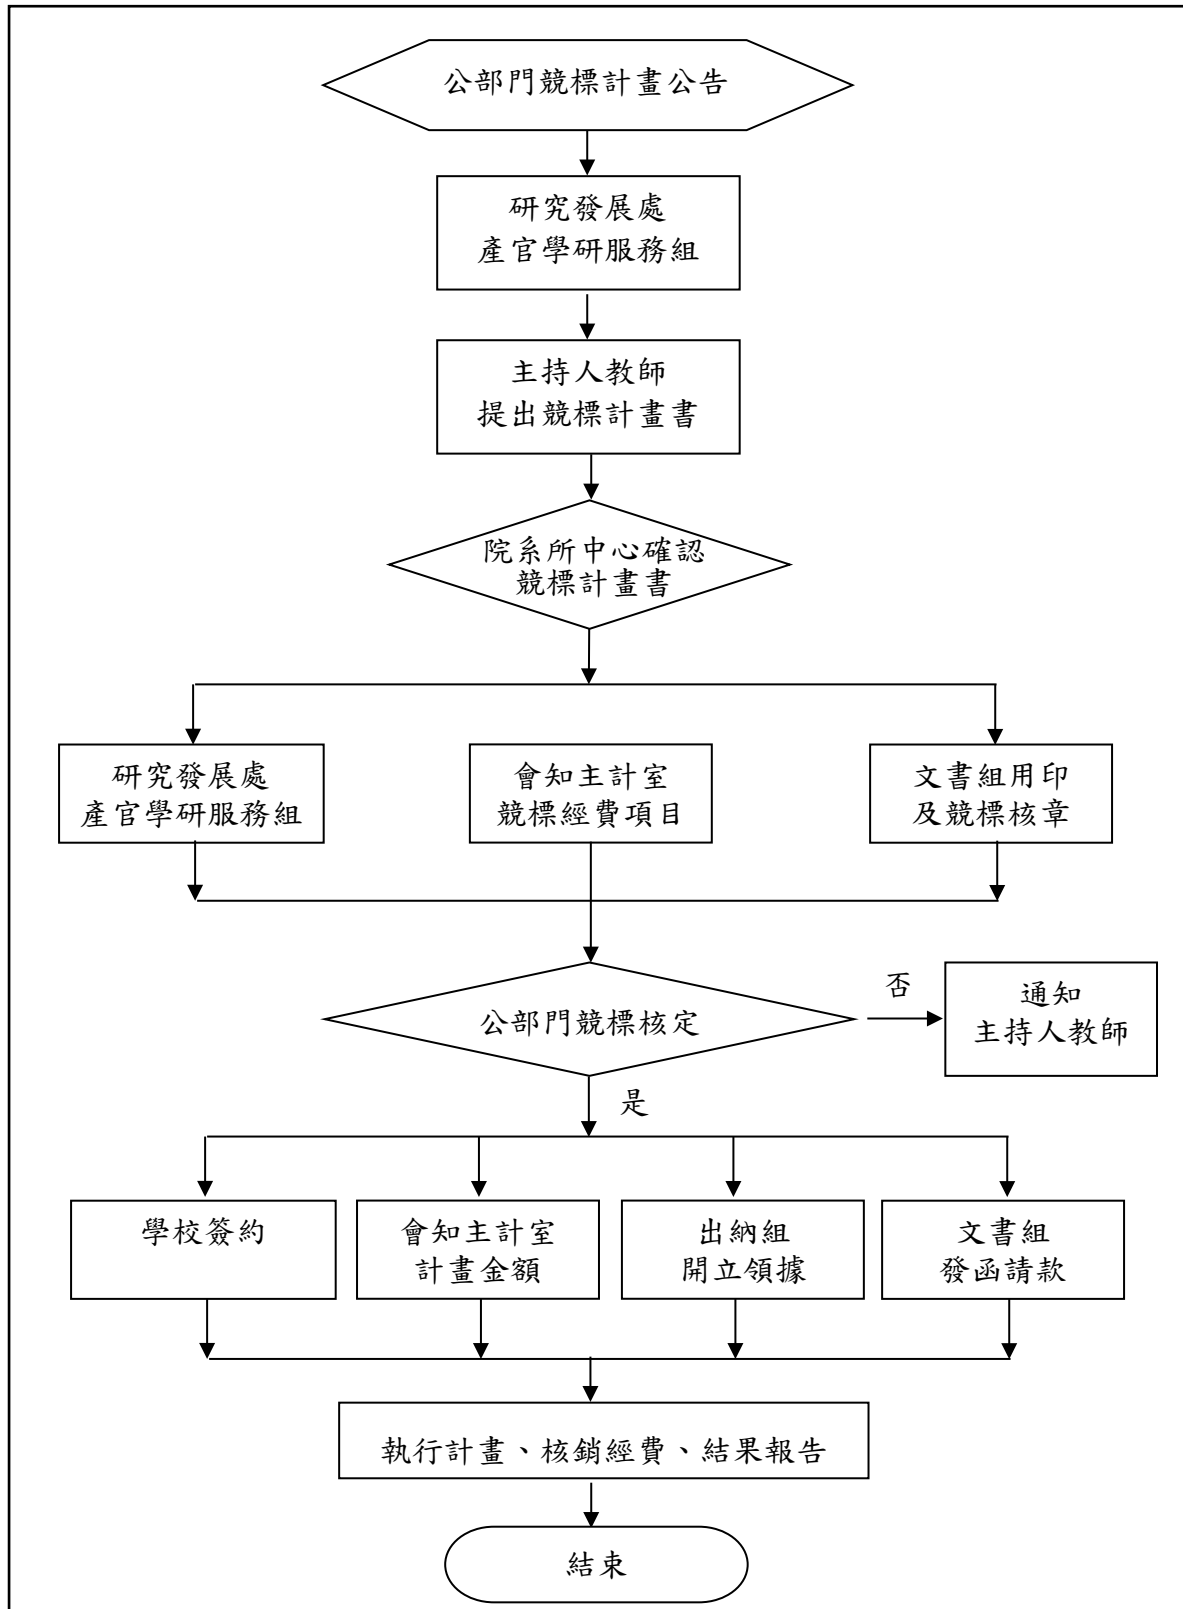 公部門競標計畫公告
研究發展處
產官學研服務組
主持人教師
提出競標計畫書
院系所中心確認
競標計畫書
研究發展處
產官學研服務組
會知主計室
競標經費項目
文書組用印
及競標核章
公部門競標核定
否
通知
主持人教師
是
學校簽約
會知主計室
計畫金額
出納組
開立領據
文書組
發函請款
執行計畫、核銷經費、結果報告
結束